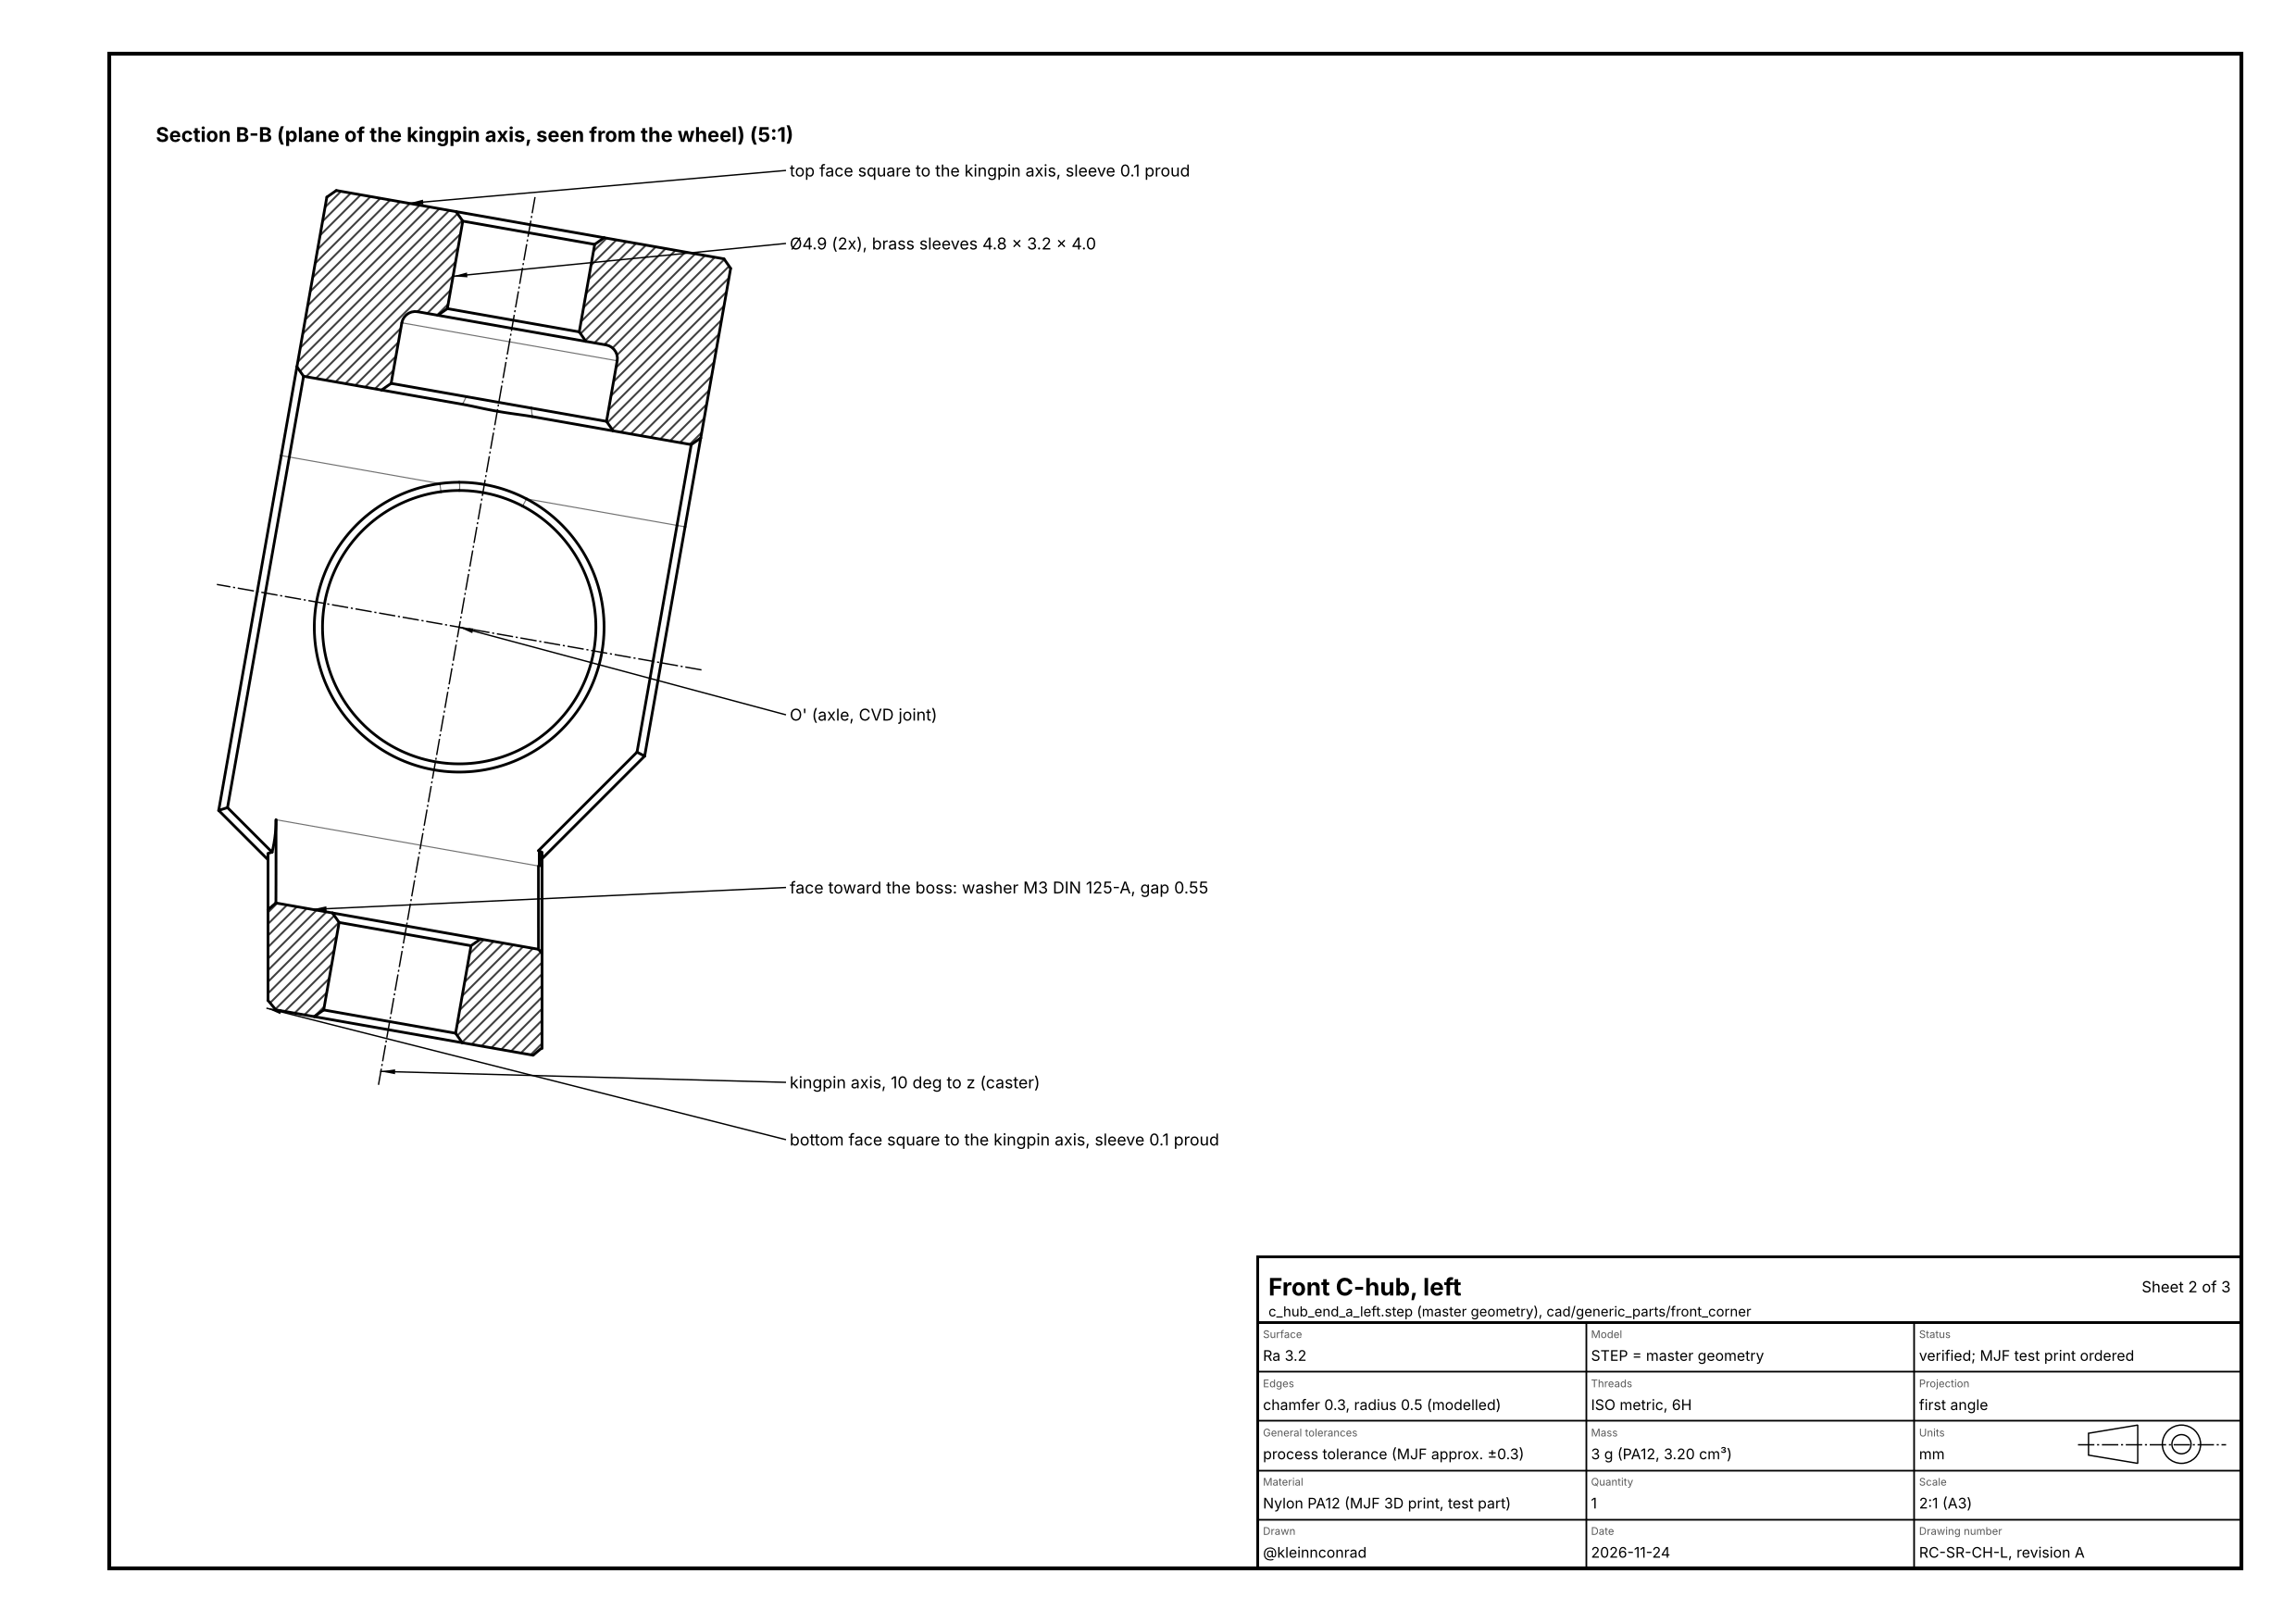 Section B-B (plane of the kingpin axis, seen from the wheel) (5:1)
top face square to the kingpin axis, sleeve 0.1 proud
Ø4.9 (2x), brass sleeves 4.8 × 3.2 × 4.0
O' (axle, CVD joint)
face toward the boss: washer M3 DIN 125-A, gap 0.55
kingpin axis, 10 deg to z (caster)
bottom face square to the kingpin axis, sleeve 0.1 proud
Front C-hub, left
Sheet 2 of 3
c_hub_end_a_left.step (master geometry), cad/generic_parts/front_corner
Surface
Ra 3.2
Model
STEP = master geometry
Status
verified; MJF test print ordered
Edges
chamfer 0.3, radius 0.5 (modelled)
Threads
ISO metric, 6H
Projection
first angle
General tolerances
process tolerance (MJF approx. ±0.3)
Mass
3 g (PA12, 3.20 cm³)
Units
mm
Material
Nylon PA12 (MJF 3D print, test part)
Quantity
1
Scale
2:1 (A3)
Drawn
@kleinnconrad
Date
2026-11-24
Drawing number
RC-SR-CH-L, revision A